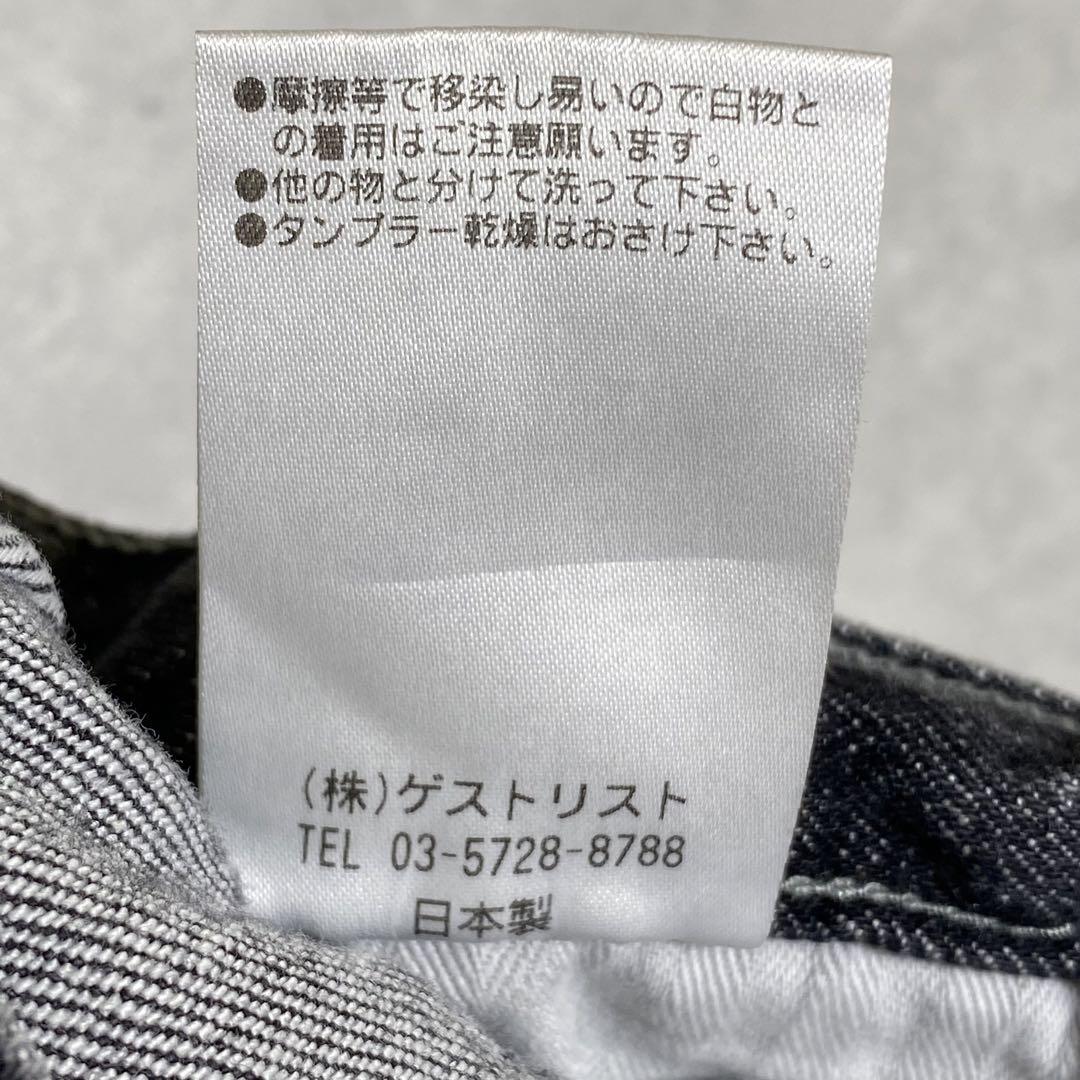 ●摩擦等で移染し易いので白物と
の着用はご注意願います。
●他の物と分けて洗って下さい。
●タンブラー乾燥はおさけ下さい。
(株)ゲストリスト
TEL 03-5728-8788
日本製